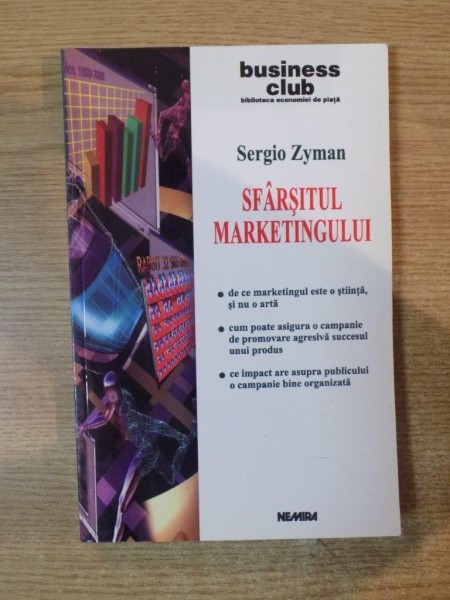 business
club
biblioteca economiei de piață
Sergio Zyman
SFÂRȘITUL
MARKETINGULUI
• de ce marketingul este o știință,
și nu o artă
• cum poate asigura o campanie
de promovare agresivă succesul
unui produs
• ce impact are asupra publicului
o campanie bine organizată
NEMIRA